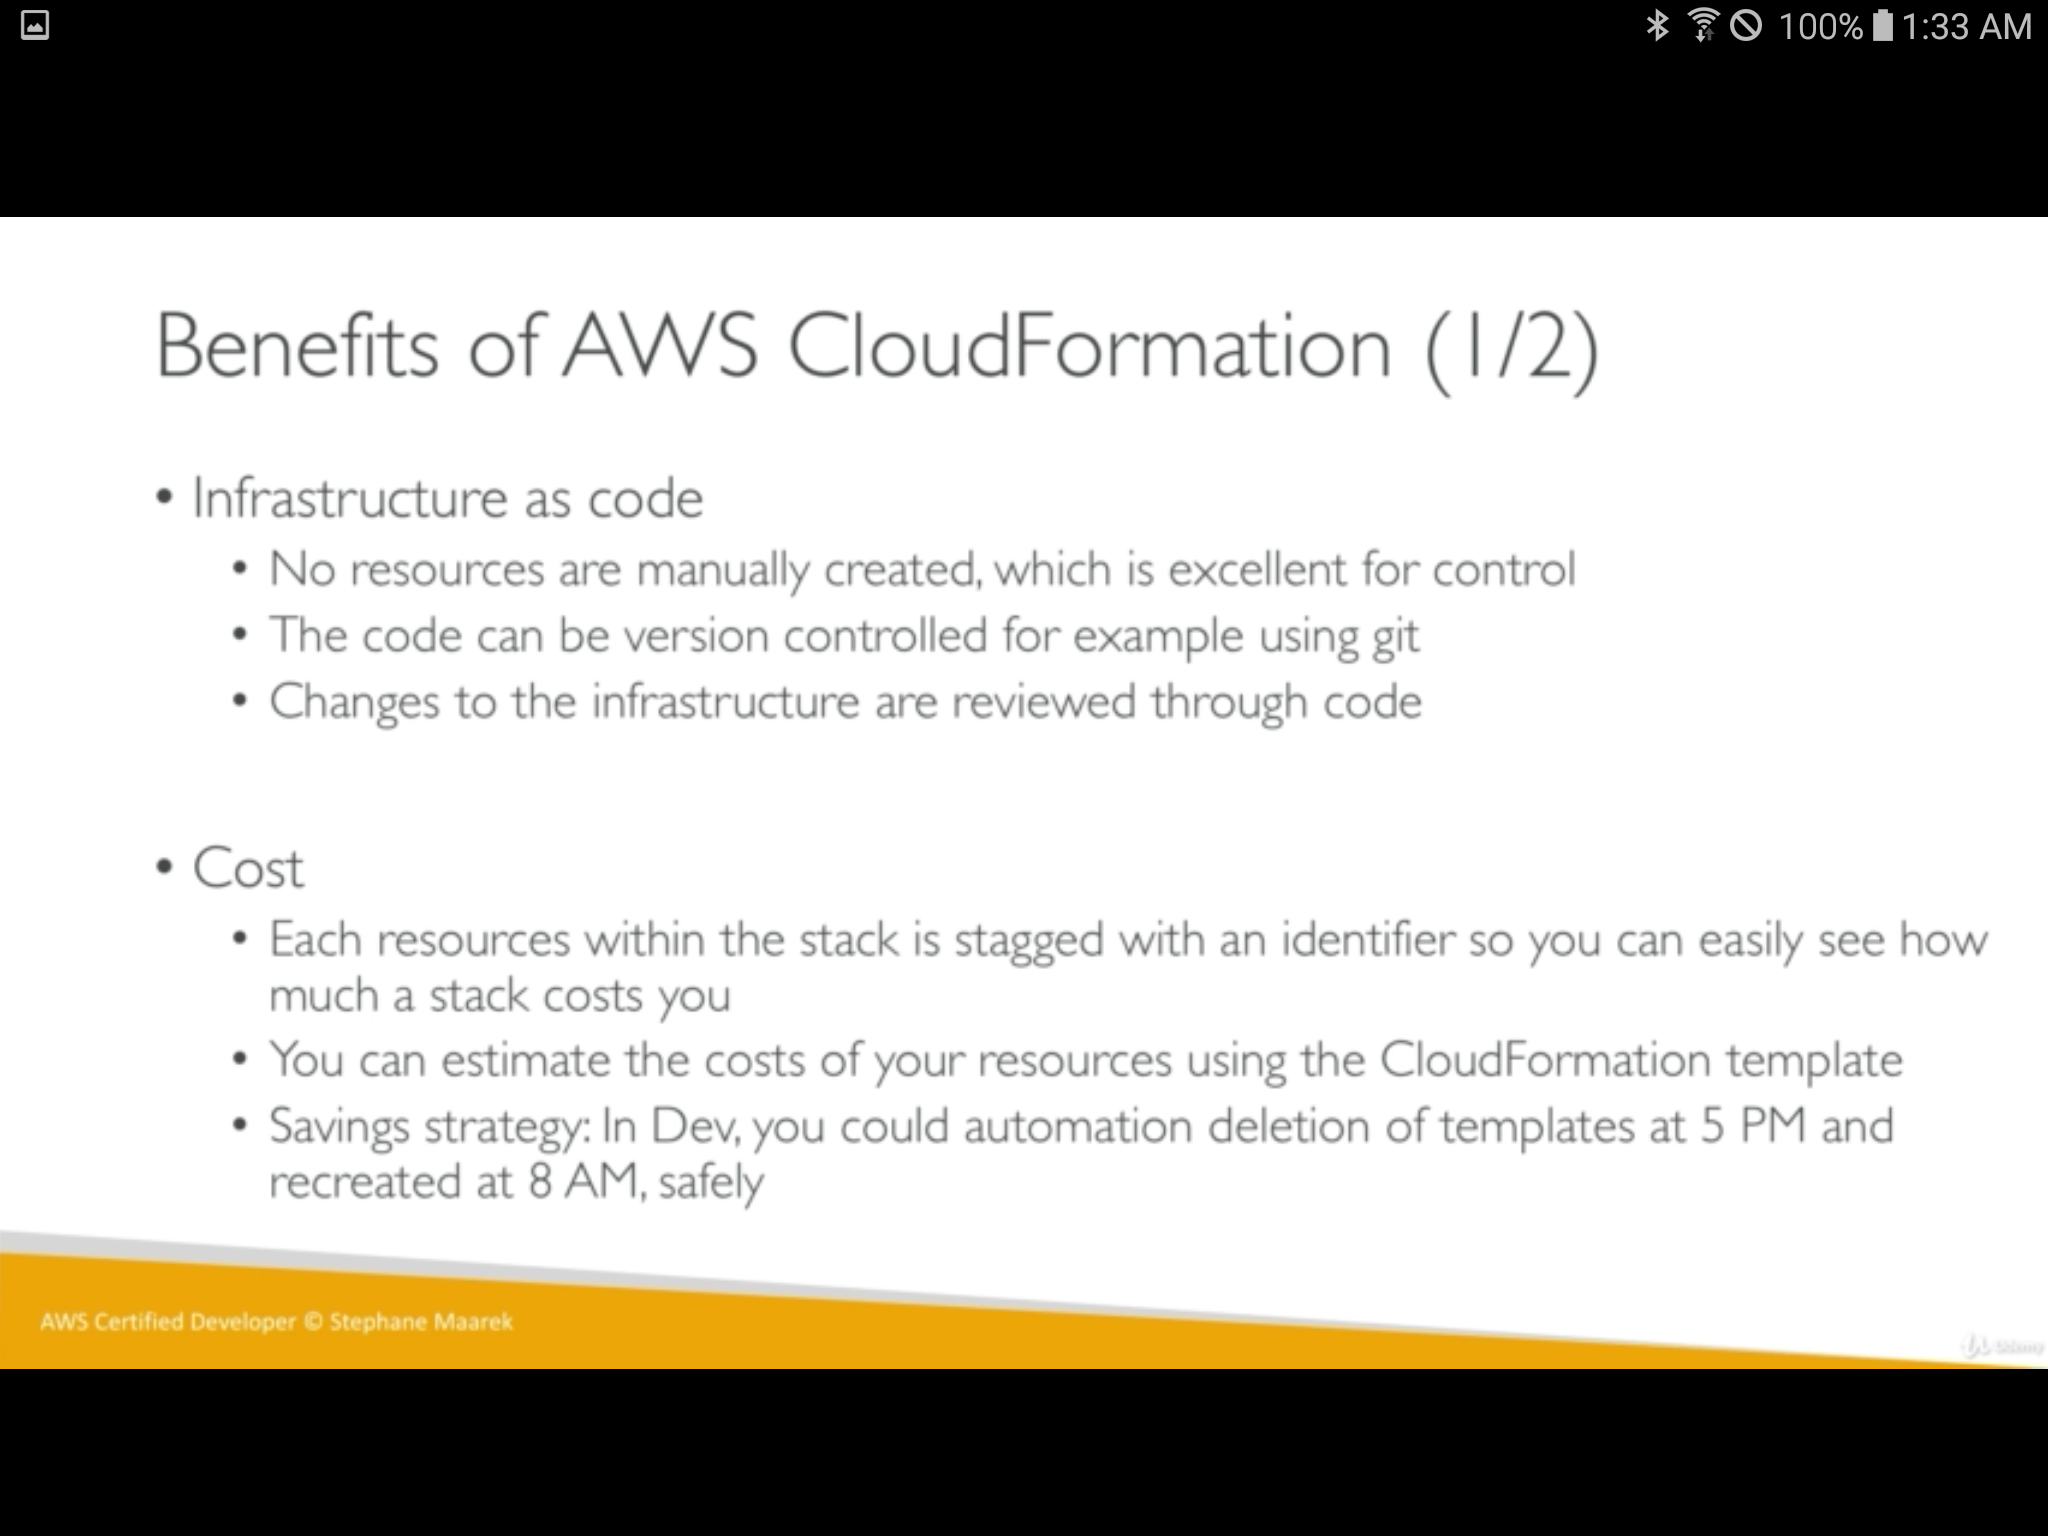 100% 1:33 AM
Benefits of AWS CloudFormation (1/2)
• Infrastructure as code
• No resources are manually created, which is excellent for control
• The code can be version controlled for example using git
• Changes to the infrastructure are reviewed through code
• Cost
• Each resources within the stack is stagged with an identifier so you can easily see how
much a stack costs you
• You can estimate the costs of your resources using the CloudFormation template
• Savings strategy: In Dev, you could automation deletion of templates at 5 PM and
recreated at 8 AM, safely
AWS Certified Developer © Stephane Maarek
Udemy